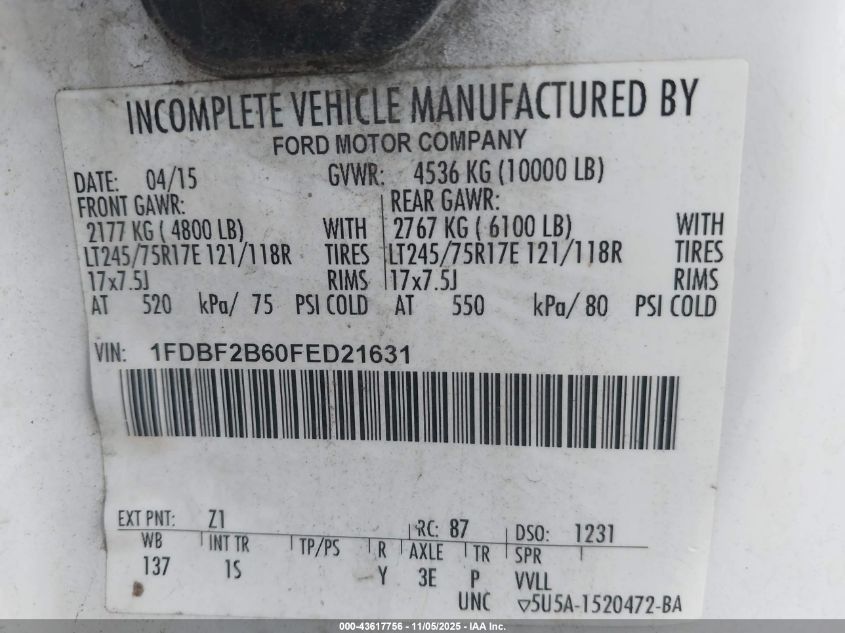 INCOMPLETE VEHICLE MANUFACTURED BY
FORD MOTOR COMPANY
DATE: 04/15 GVWR: 4536 KG (10000 LB)
FRONT GAWR: REAR GAWR:
2177 KG ( 4800 LB) WITH 2767 KG ( 6100 LB) WITH
LT245/75R17E 121/118R TIRES LT245/75R17E 121/118R TIRES
17x7.5J RIMS 17x7.5J RIMS
AT 520 kPa/ 75 PSI COLD AT 550 kPa/ 80 PSI COLD
VIN: 1FDBF2B60FED21631
EXT PNT: Z1 RC: 87 DSO: 1231
WB INT TR TP/PS R AXLE TR SPR
137 1S Y 3E P VVLL
UNC ▽5U5A-1520472-BA
000-43617756 - 11/05/2025 - IAA Inc.